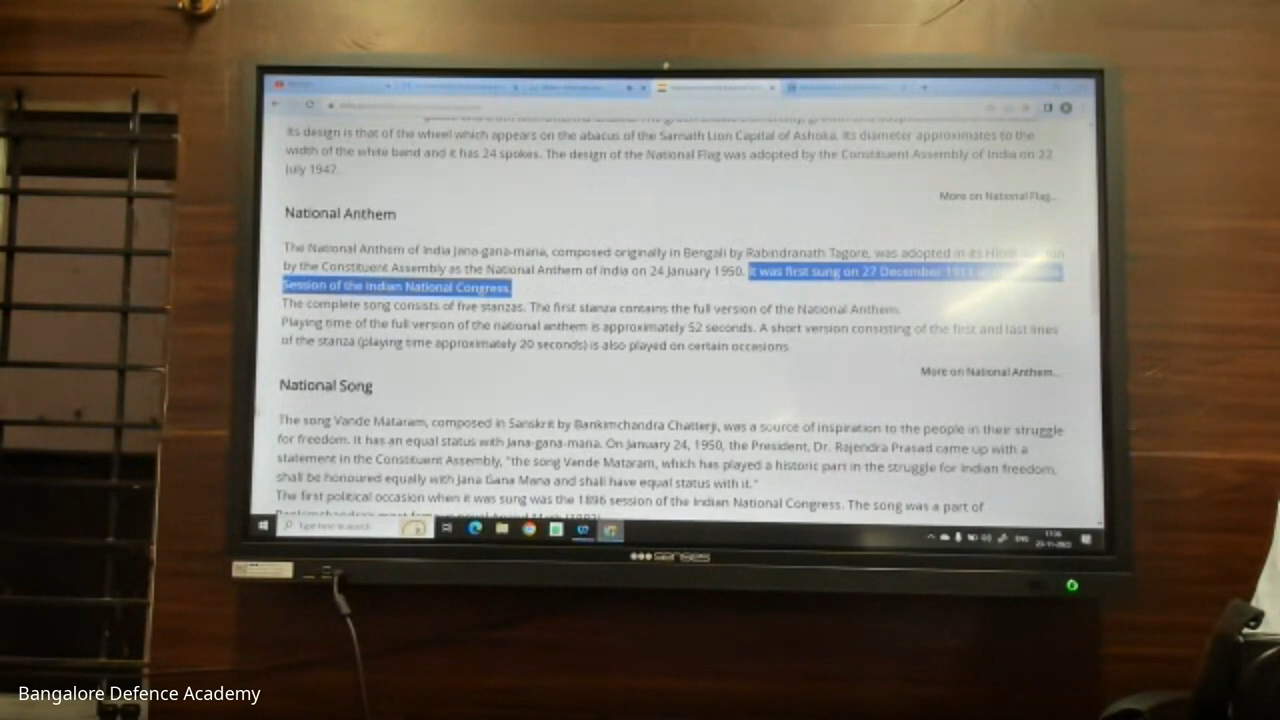 Its design is that of the wheel which appears on the abacus of the Sarnath Lion Capital of Ashoka. Its diameter approximates to the
width of the white band and it has 24 spokes. The design of the National Flag was adopted by the Constituent Assembly of India on 22
July 1947.
More on National Flag...
National Anthem
The National Anthem of India Jana-gana-mana, composed originally in Bengali by Rabindranath Tagore, was adopted in its Hindi version
by the Constituent Assembly as the National Anthem of India on 24 January 1950. It was first sung on 27 December 1911 at the
Session of the Indian National Congress.
The complete song consists of five stanzas. The first stanza contains the full version of the National Anthem.
Playing time of the full version of the national anthem is approximately 52 seconds. A short version consisting of the first and last lines
of the stanza (playing time approximately 20 seconds) is also played on certain occasions.
More on National Anthem...
National Song
The song Vande Mataram, composed in Sanskrit by Bankimchandra Chatterji, was a source of inspiration to the people in their struggle
for freedom. It has an equal status with Jana-gana-mana. On January 24, 1950, the President, Dr. Rajendra Prasad came up with a
statement in the Constituent Assembly, "the song Vande Mataram, which has played a historic part in the struggle for Indian freedom,
shall be honoured equally with Jana Gana Mana and shall have equal status with it."
The first political occasion when it was sung was the 1896 session of the Indian National Congress. The song was a part of
Type here to search
ENG
11:36
23-11-2022
senses
Bangalore Defence Academy